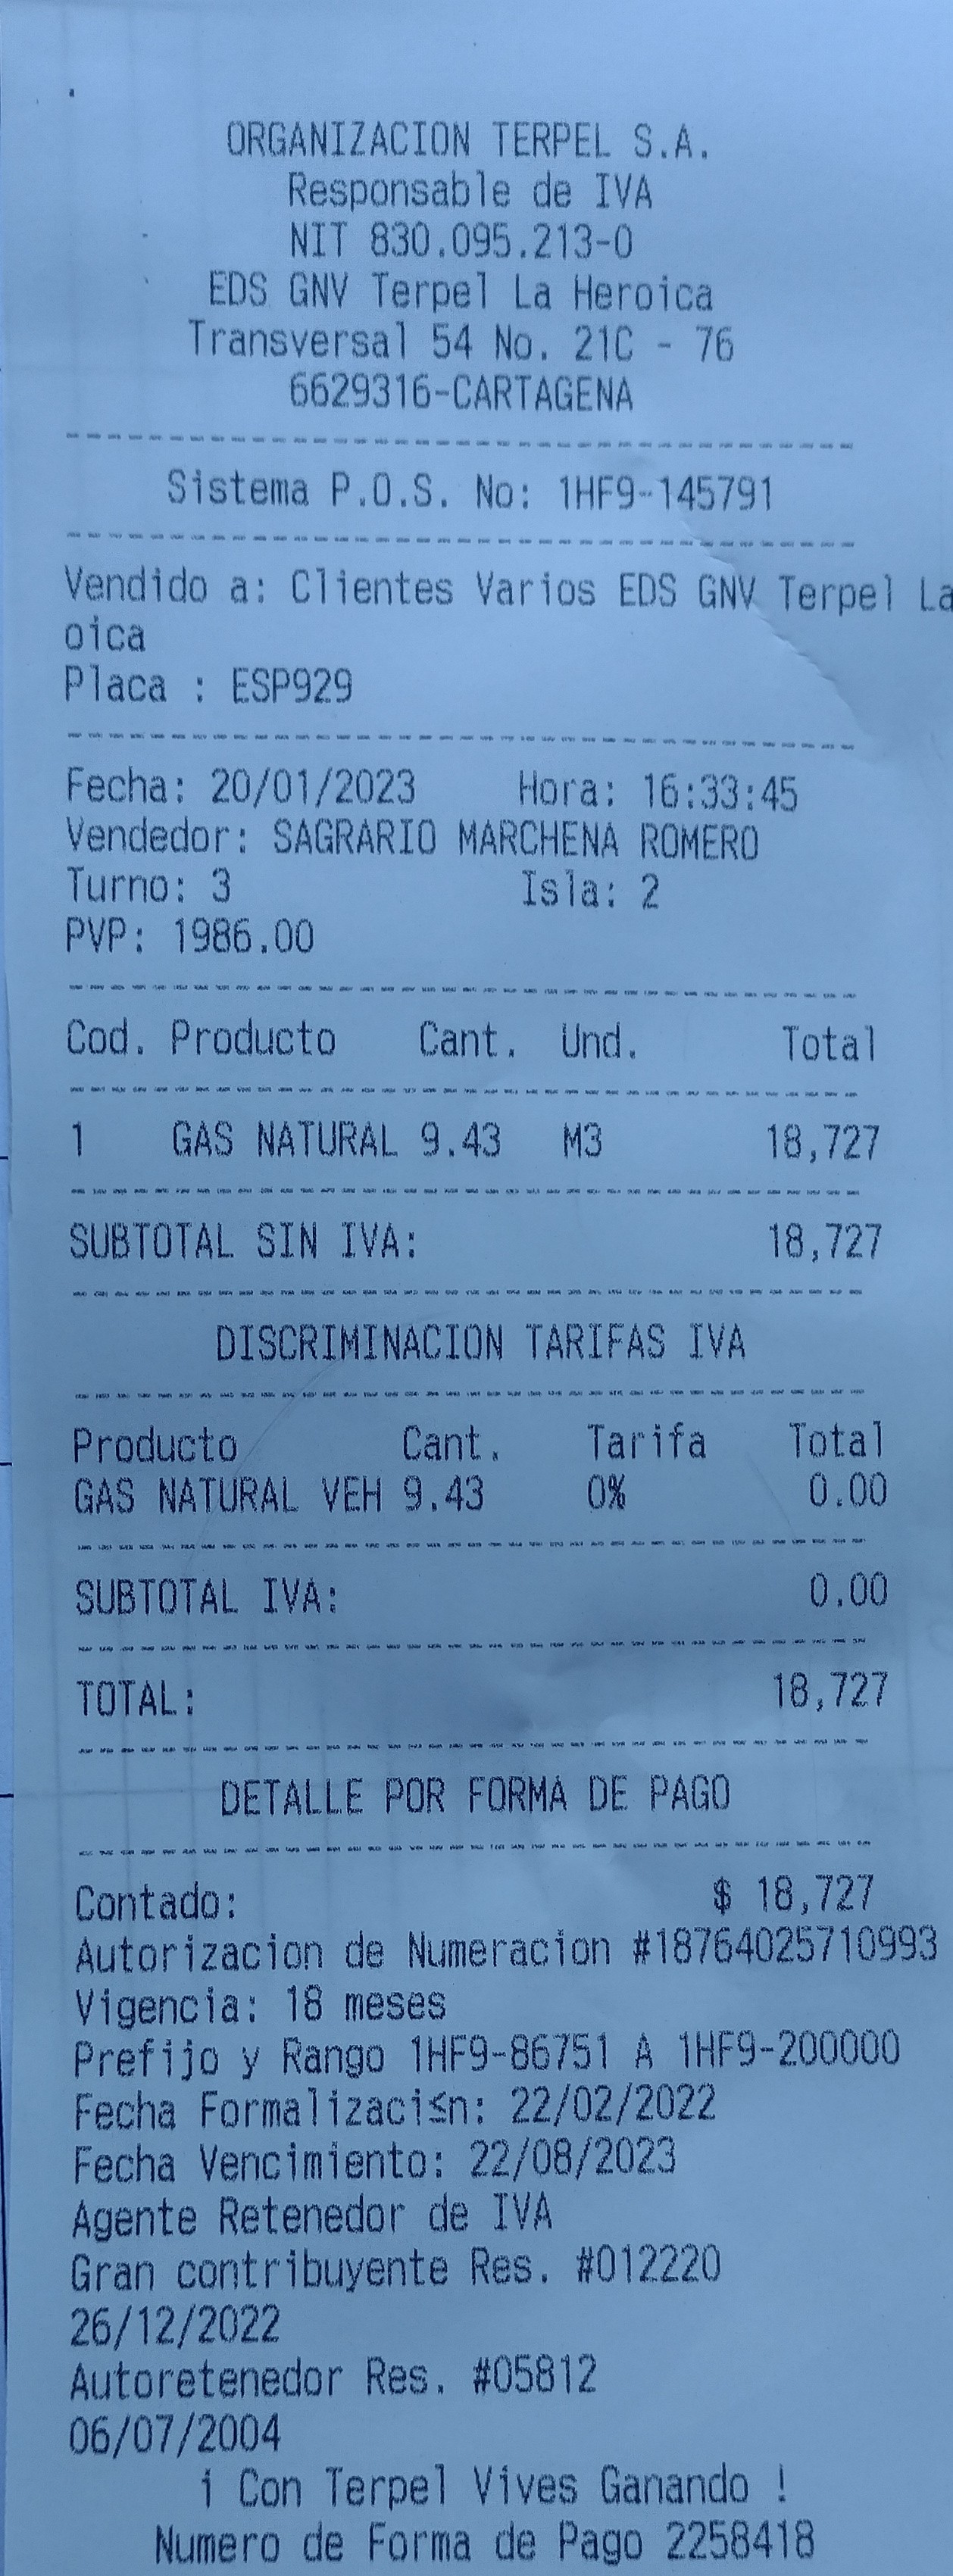 ORGANIZACION TERPEL S.A.
Responsable de IVA
NIT 830.095.213-0
EDS GNV Terpel La Heroica
Transversal 54 No. 21C - 76
6629316-CARTAGENA
Sistema P.O.S. No: 1HF9-145791
Vendido a: Clientes Varios EDS GNV Terpel La
oica
Placa : ESP929
Fecha: 20/01/2023 Hora: 16:33:45
Vendedor: SAGRARIO MARCHENA ROMERO
Turno: 3 Isla: 2
PVP: 1986.00
Cod. Producto Cant. Und. Total
1 GAS NATURAL 9.43 M3 18,727
SUBTOTAL SIN IVA: 18,727
DISCRIMINACION TARIFAS IVA
Producto Cant. Tarifa Total
GAS NATURAL VEH 9.43 0% 0.00
SUBTOTAL IVA: 0.00
TOTAL: 18,727
DETALLE POR FORMA DE PAGO
Contado: $ 18,727
Autorizacion de Numeracion #18764025710993
Vigencia: 18 meses
Prefijo y Rango 1HF9-86751 A 1HF9-200000
Fecha Formalizaci≤n: 22/02/2022
Fecha Vencimiento: 22/08/2023
Agente Retenedor de IVA
Gran contribuyente Res. #012220
26/12/2022
Autoretenedor Res. #05812
06/07/2004
¡ Con Terpel Vives Ganando !
Numero de Forma de Pago 2258418